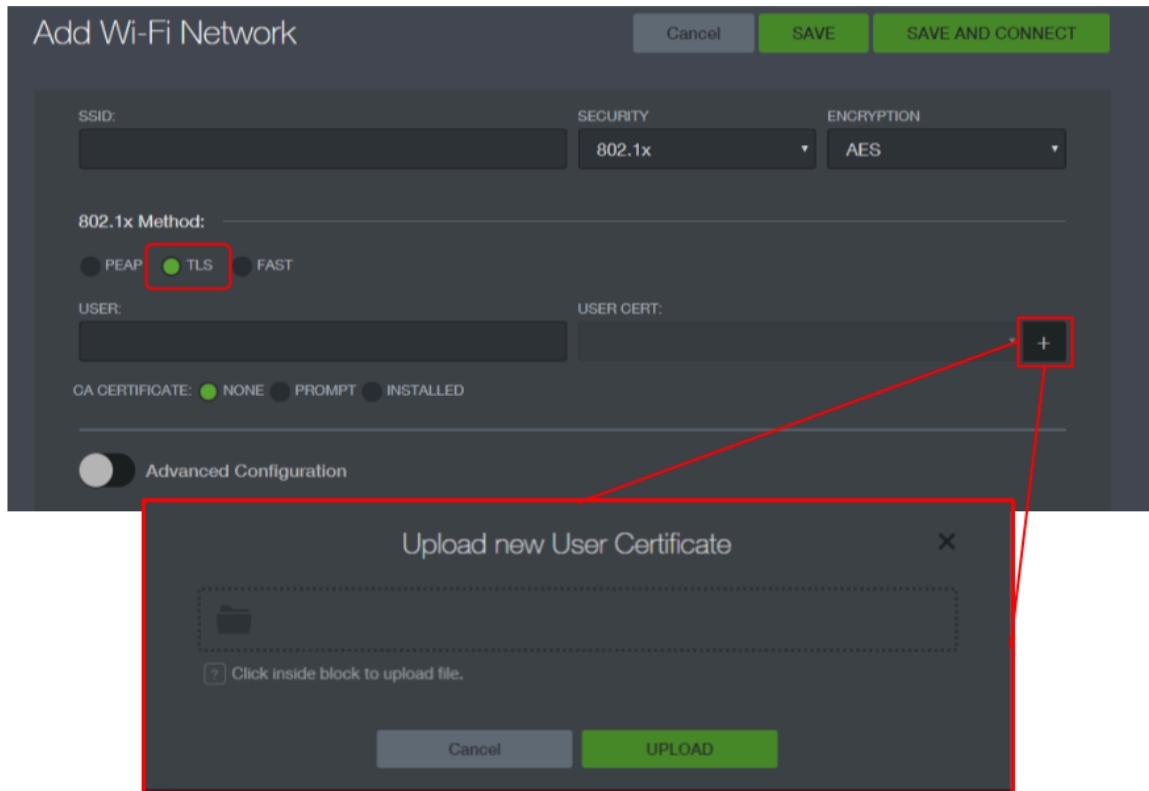 Add Wi-Fi Network
Cancel
SAVE
SAVE AND CONNECT
SSID:
SECURITY
ENCRYPTION
802.1x
AES
802.1x Method:
PEAP
TLS
FAST
USER:
USER CERT:
+
CA CERTIFICATE:
NONE
PROMPT
INSTALLED
Advanced Configuration
Upload new User Certificate
? Click inside block to upload file.
Cancel
UPLOAD